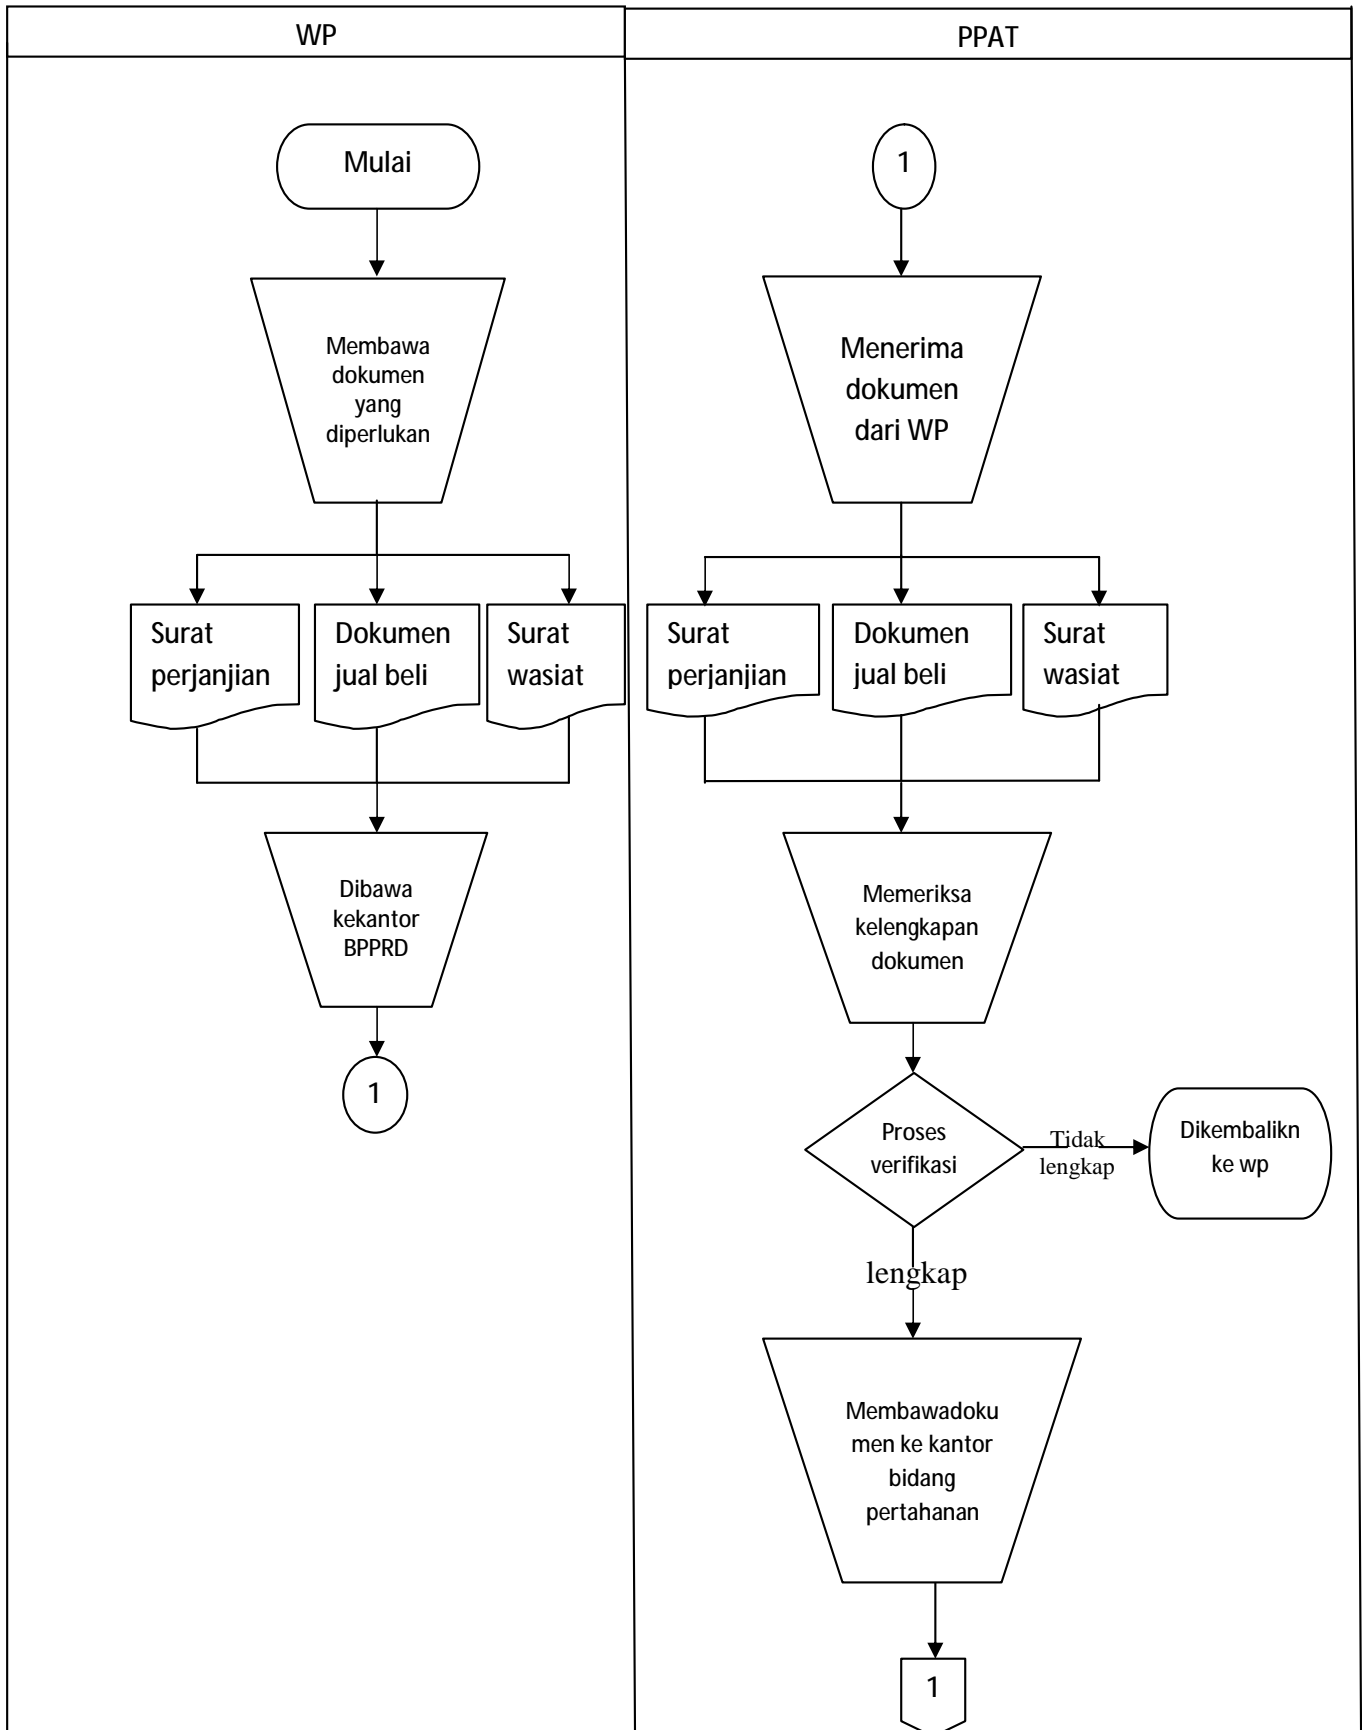 WP
PPAT
Mulai
Membawa
dokumen
yang
diperlukan
Surat
perjanjian
Dokumen
jual beli
Surat
wasiat
Dibawa
kekantor
BPPRD
1
1
Menerima
dokumen
dari WP
Surat
perjanjian
Dokumen
jual beli
Surat
wasiat
Memeriksa
kelengkapan
dokumen
Proses
verifikasi
Tidak
lengkap
Dikembalikn
ke wp
lengkap
Membawadoku
men ke kantor
bidang
pertahanan
1